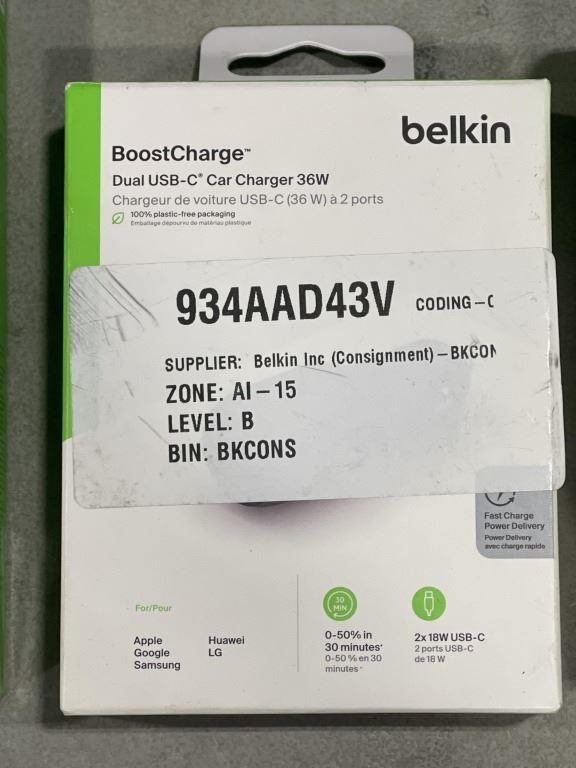 belkin
BoostCharge™
Dual USB-C® Car Charger 36W
Chargeur de voiture USB-C (36 W) à 2 ports
100% plastic-free packaging
Emballage dépourvu de matériau plastique
934AAD43V CODING – C
SUPPLIER: Belkin Inc (Consignment) – BKCON
ZONE: AI – 15
LEVEL: B
BIN: BKCONS
Fast Charge
Power Delivery
Power Delivery
avec charge rapide
For/Pour
Apple
Google
Samsung
Huawei
LG
30
MIN
0-50% in
30 minutes*
0-50 % en 30
minutes*
2x 18W USB-C
2 ports USB-C
de 18 W